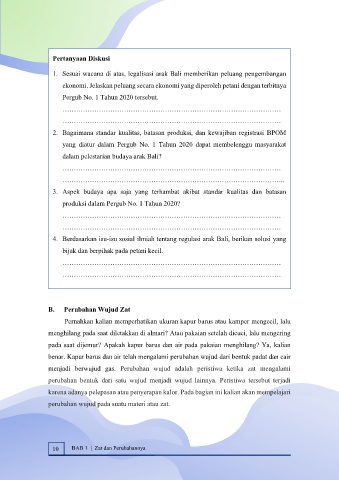 Pertanyaan Diskusi
1. Sesuai wacana di atas, legalisasi arak Bali memberikan peluang pengembangan
ekonomi. Jelaskan peluang secara ekonomi yang diperoleh petani dengan terbitnya
Pergub No. 1 Tahun 2020 tersebut.
………………………………………………………………………………
………………………………………………………………………………
2. Bagaimana standar kualitas, batasan produksi, dan kewajiban registrasi BPOM
yang diatur dalam Pergub No. 1 Tahun 2020 dapat membelenggu masyarakat
dalam pelestarian budaya arak Bali?
………………………………………………………………………………
………………………………………………………………………………
3. Aspek budaya apa saja yang terhambat akibat standar kualitas dan batasan
produksi dalam Pergub No. 1 Tahun 2020?
………………………………………………………………………………
………………………………………………………………………………
4. Berdasarkan isu-isu sosial ilmiah tentang regulasi arak Bali, berikan solusi yang
bijak dan berpihak pada petani kecil.
………………………………………………………………………………
………………………………………………………………………………
B. Perubahan Wujud Zat
Pernahkah kalian memperhatikan ukuran kapur barus atau kamper mengecil, lalu
menghilang pada saat diletakkan di almari? Atau pakaian setelah dicuci, lalu mengering
pada saat dijemur? Apakah kapur barus dan air pada pakaian menghilang? Ya, kalian
benar. Kapur barus dan air telah mengalami perubahan wujud dari bentuk padat dan cair
menjadi berwujud gas. Perubahan wujud adalah peristiwa ketika zat mengalami
perubahan bentuk dari satu wujud menjadi wujud lainnya. Peristiwa tersebut terjadi
karena adanya pelepasan atau penyerapan kalor. Pada bagian ini kalian akan mempelajari
perubahan wujud pada suatu materi atau zat.
10 BAB 1 | Zat dan Perubahannya